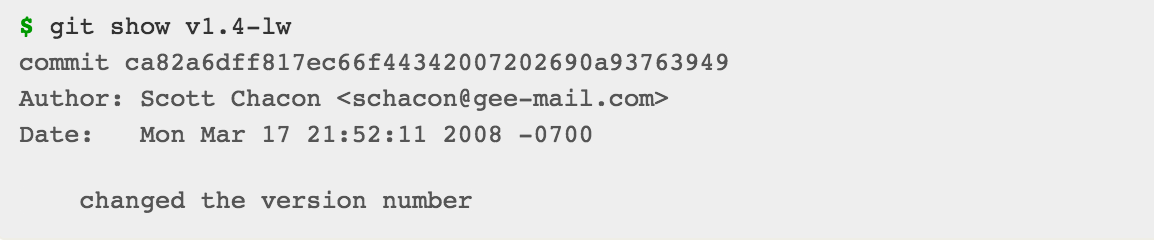 $ git show v1.4-lw
commit ca82a6dff817ec66f44342007202690a93763949
Author: Scott Chacon <schacon@gee-mail.com>
Date:   Mon Mar 17 21:52:11 2008 -0700

    changed the version number